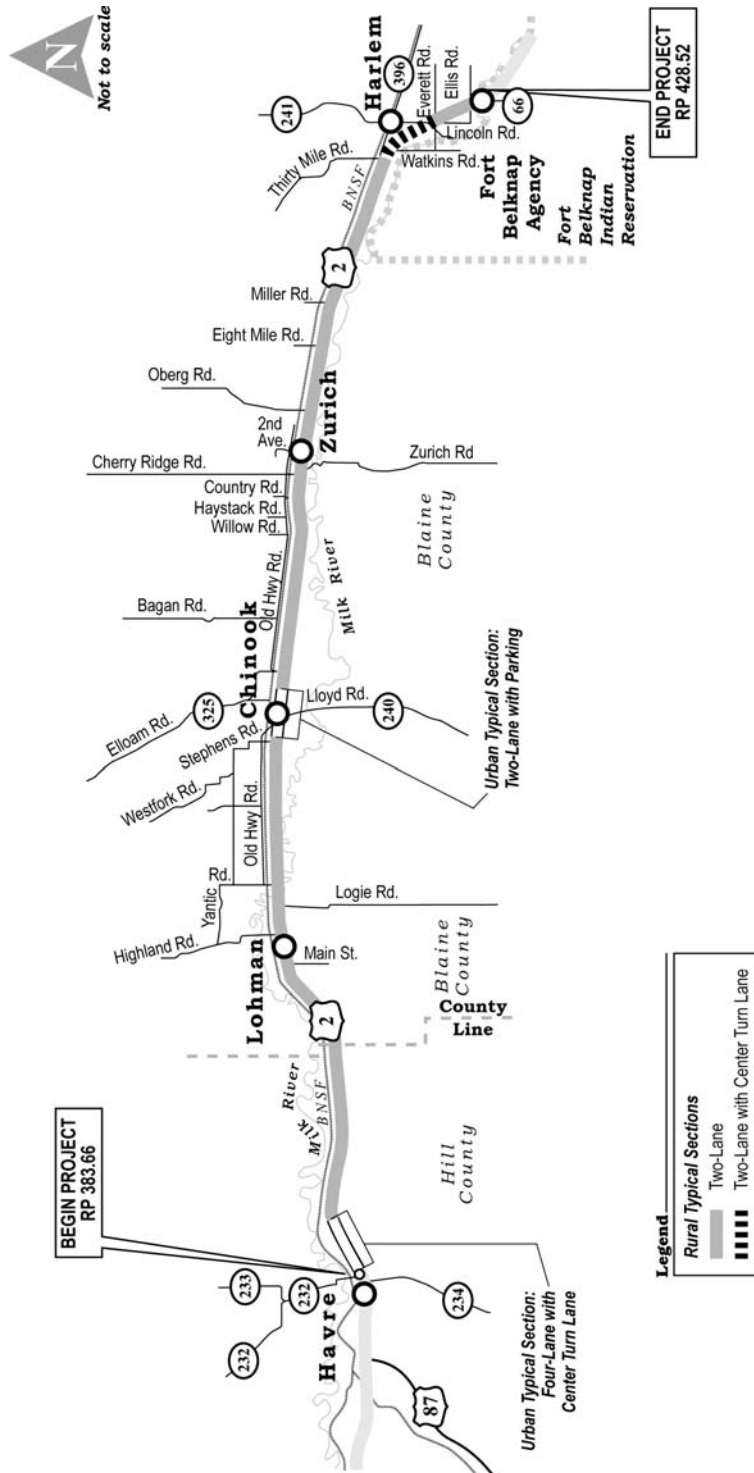 N
Not to scale
BEGIN PROJECT
RP 383.66
232
233
232
Havre
234
87
Urban Typical Section:
Four-Lane with
Center Turn Lane
Milk River
BNSF
Hill
County
2
County
Line
Blaine
County
Lohman
Main St.
Highland Rd.
Yantic
Rd.
Logie Rd.
Old Hwy Rd.
Westfork Rd.
Stephens Rd.
Elloam Rd.
325
Chinook
Lloyd Rd.
240
Urban Typical Section:
Two-Lane with Parking
Bagan Rd.
Old Hwy Rd.
Milk River
Willow Rd.
Haystack Rd.
Country Rd.
Cherry Ridge Rd.
2nd
Ave.
Zurich
Zurich Rd
Blaine
County
Oberg Rd.
Eight Mile Rd.
Miller Rd.
2
BNSF
Thirty Mile Rd.
241
Harlem
396
Everett Rd.
Ellis Rd.
Lincoln Rd.
Watkins Rd.
66
Fort
Belknap
Agency
Fort
Belknap
Indian
Reservation
END PROJECT
RP 428.52
Legend
Rural Typical Sections
Two-Lane
Two-Lane with Center Turn Lane